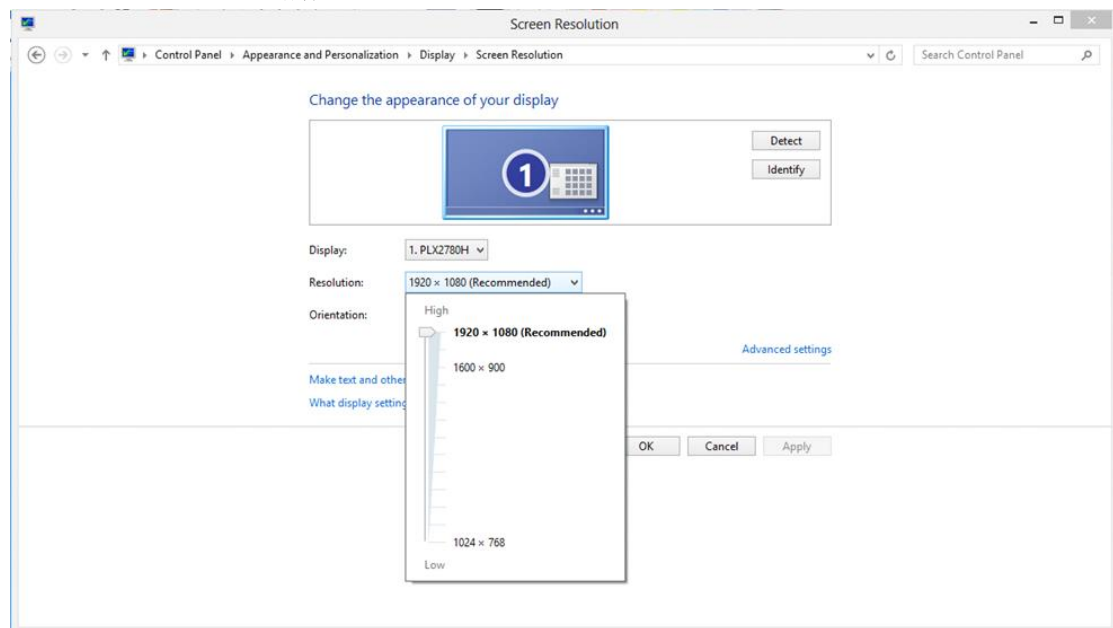 Screen Resolution
Control Panel Appearance and Personalization Display Screen Resolution
Search Control Panel
Change the appearance of your display
1
Detect
Identify
Display: 1. PLX2780H
Resolution: 1920 × 1080 (Recommended)
Orientation:
High
1920 × 1080 (Recommended)
1600 × 900
1024 × 768
Low
Advanced settings
Make text and other
What display setting
OK Cancel Apply